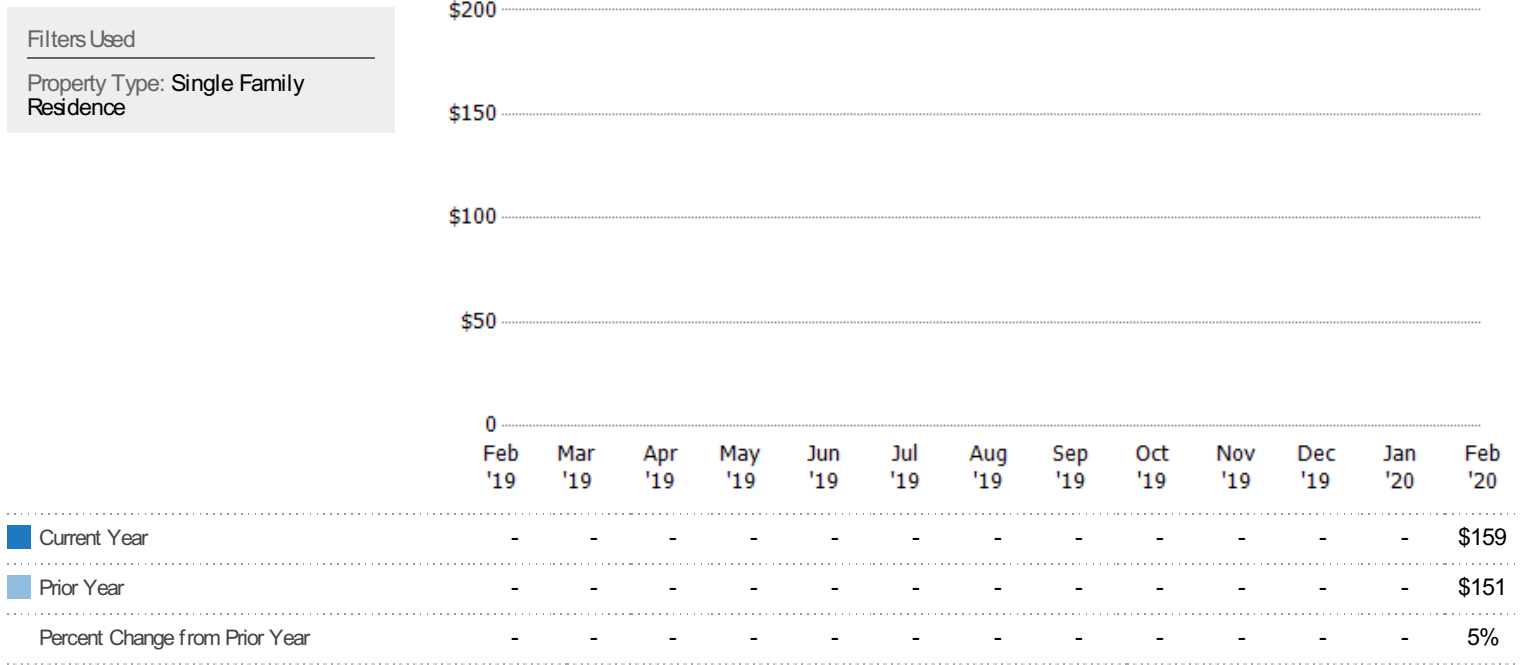 Filters Used
Property Type: Single Family
Residence
$200
$150
$100
$50
0
Feb Mar Apr May Jun Jul Aug Sep Oct Nov Dec Jan Feb
'19 '19 '19 '19 '19 '19 '19 '19 '19 '19 '19 '20 '20
Current Year - - - - - - - - - - - - $159
Prior Year - - - - - - - - - - - - $151
Percent Change from Prior Year - - - - - - - - - - - - 5%